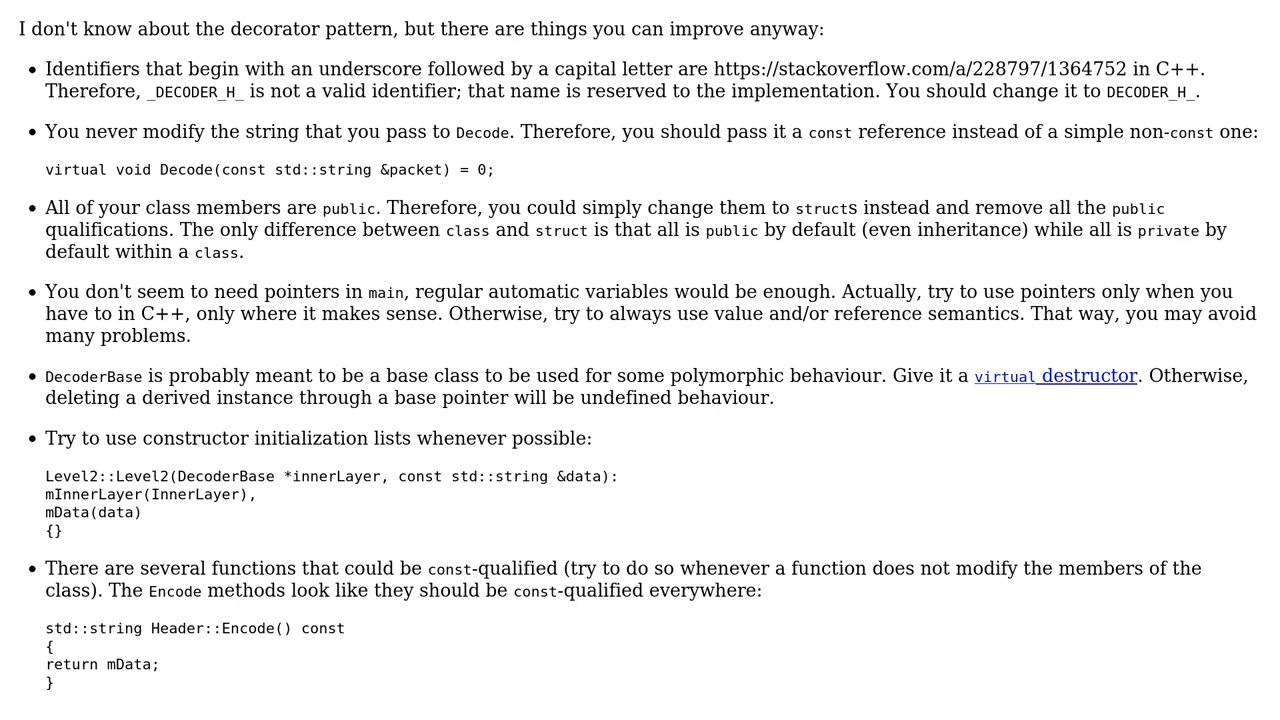 I don't know about the decorator pattern, but there are things you can improve anyway:
Identifiers that begin with an underscore followed by a capital letter are https://stackoverflow.com/a/228797/1364752 in C++.
Therefore, _DECODER_H_ is not a valid identifier; that name is reserved to the implementation. You should change it to DECODER_H_.
You never modify the string that you pass to Decode. Therefore, you should pass it a const reference instead of a simple non-const one:
virtual void Decode(const std::string &packet) = 0;
All of your class members are public. Therefore, you could simply change them to structs instead and remove all the public
qualifications. The only difference between class and struct is that all is public by default (even inheritance) while all is private by
default within a class.
You don't seem to need pointers in main, regular automatic variables would be enough. Actually, try to use pointers only when you
have to in C++, only where it makes sense. Otherwise, try to always use value and/or reference semantics. That way, you may avoid
many problems.
DecoderBase is probably meant to be a base class to be used for some polymorphic behaviour. Give it a virtual destructor. Otherwise,
deleting a derived instance through a base pointer will be undefined behaviour.
Try to use constructor initialization lists whenever possible:
Level2::Level2(DecoderBase *innerLayer, const std::string &data):
mInnerLayer(InnerLayer),
mData(data)
{}
There are several functions that could be const-qualified (try to do so whenever a function does not modify the members of the
class). The Encode methods look like they should be const-qualified everywhere:
std::string Header::Encode() const
{
return mData;
}